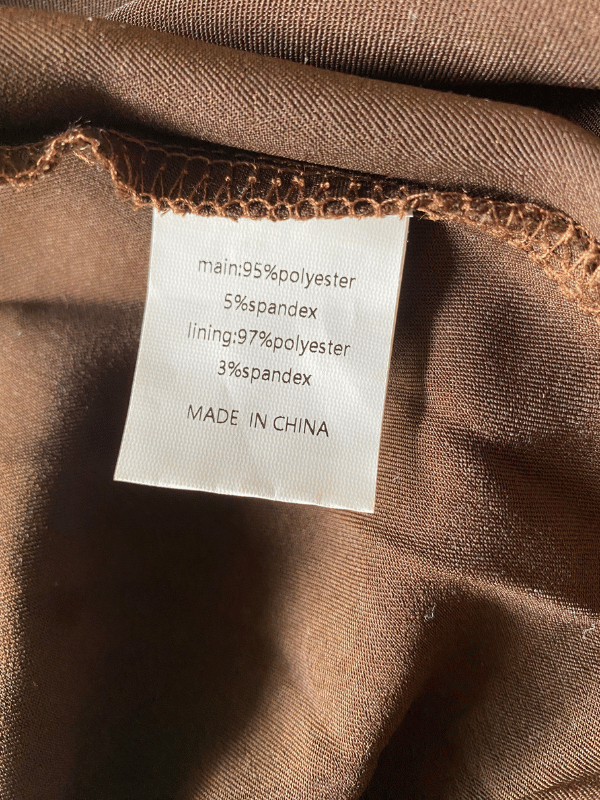 main:95%polyester
5%spandex
lining:97%polyester
3%spandex
MADE IN CHINA